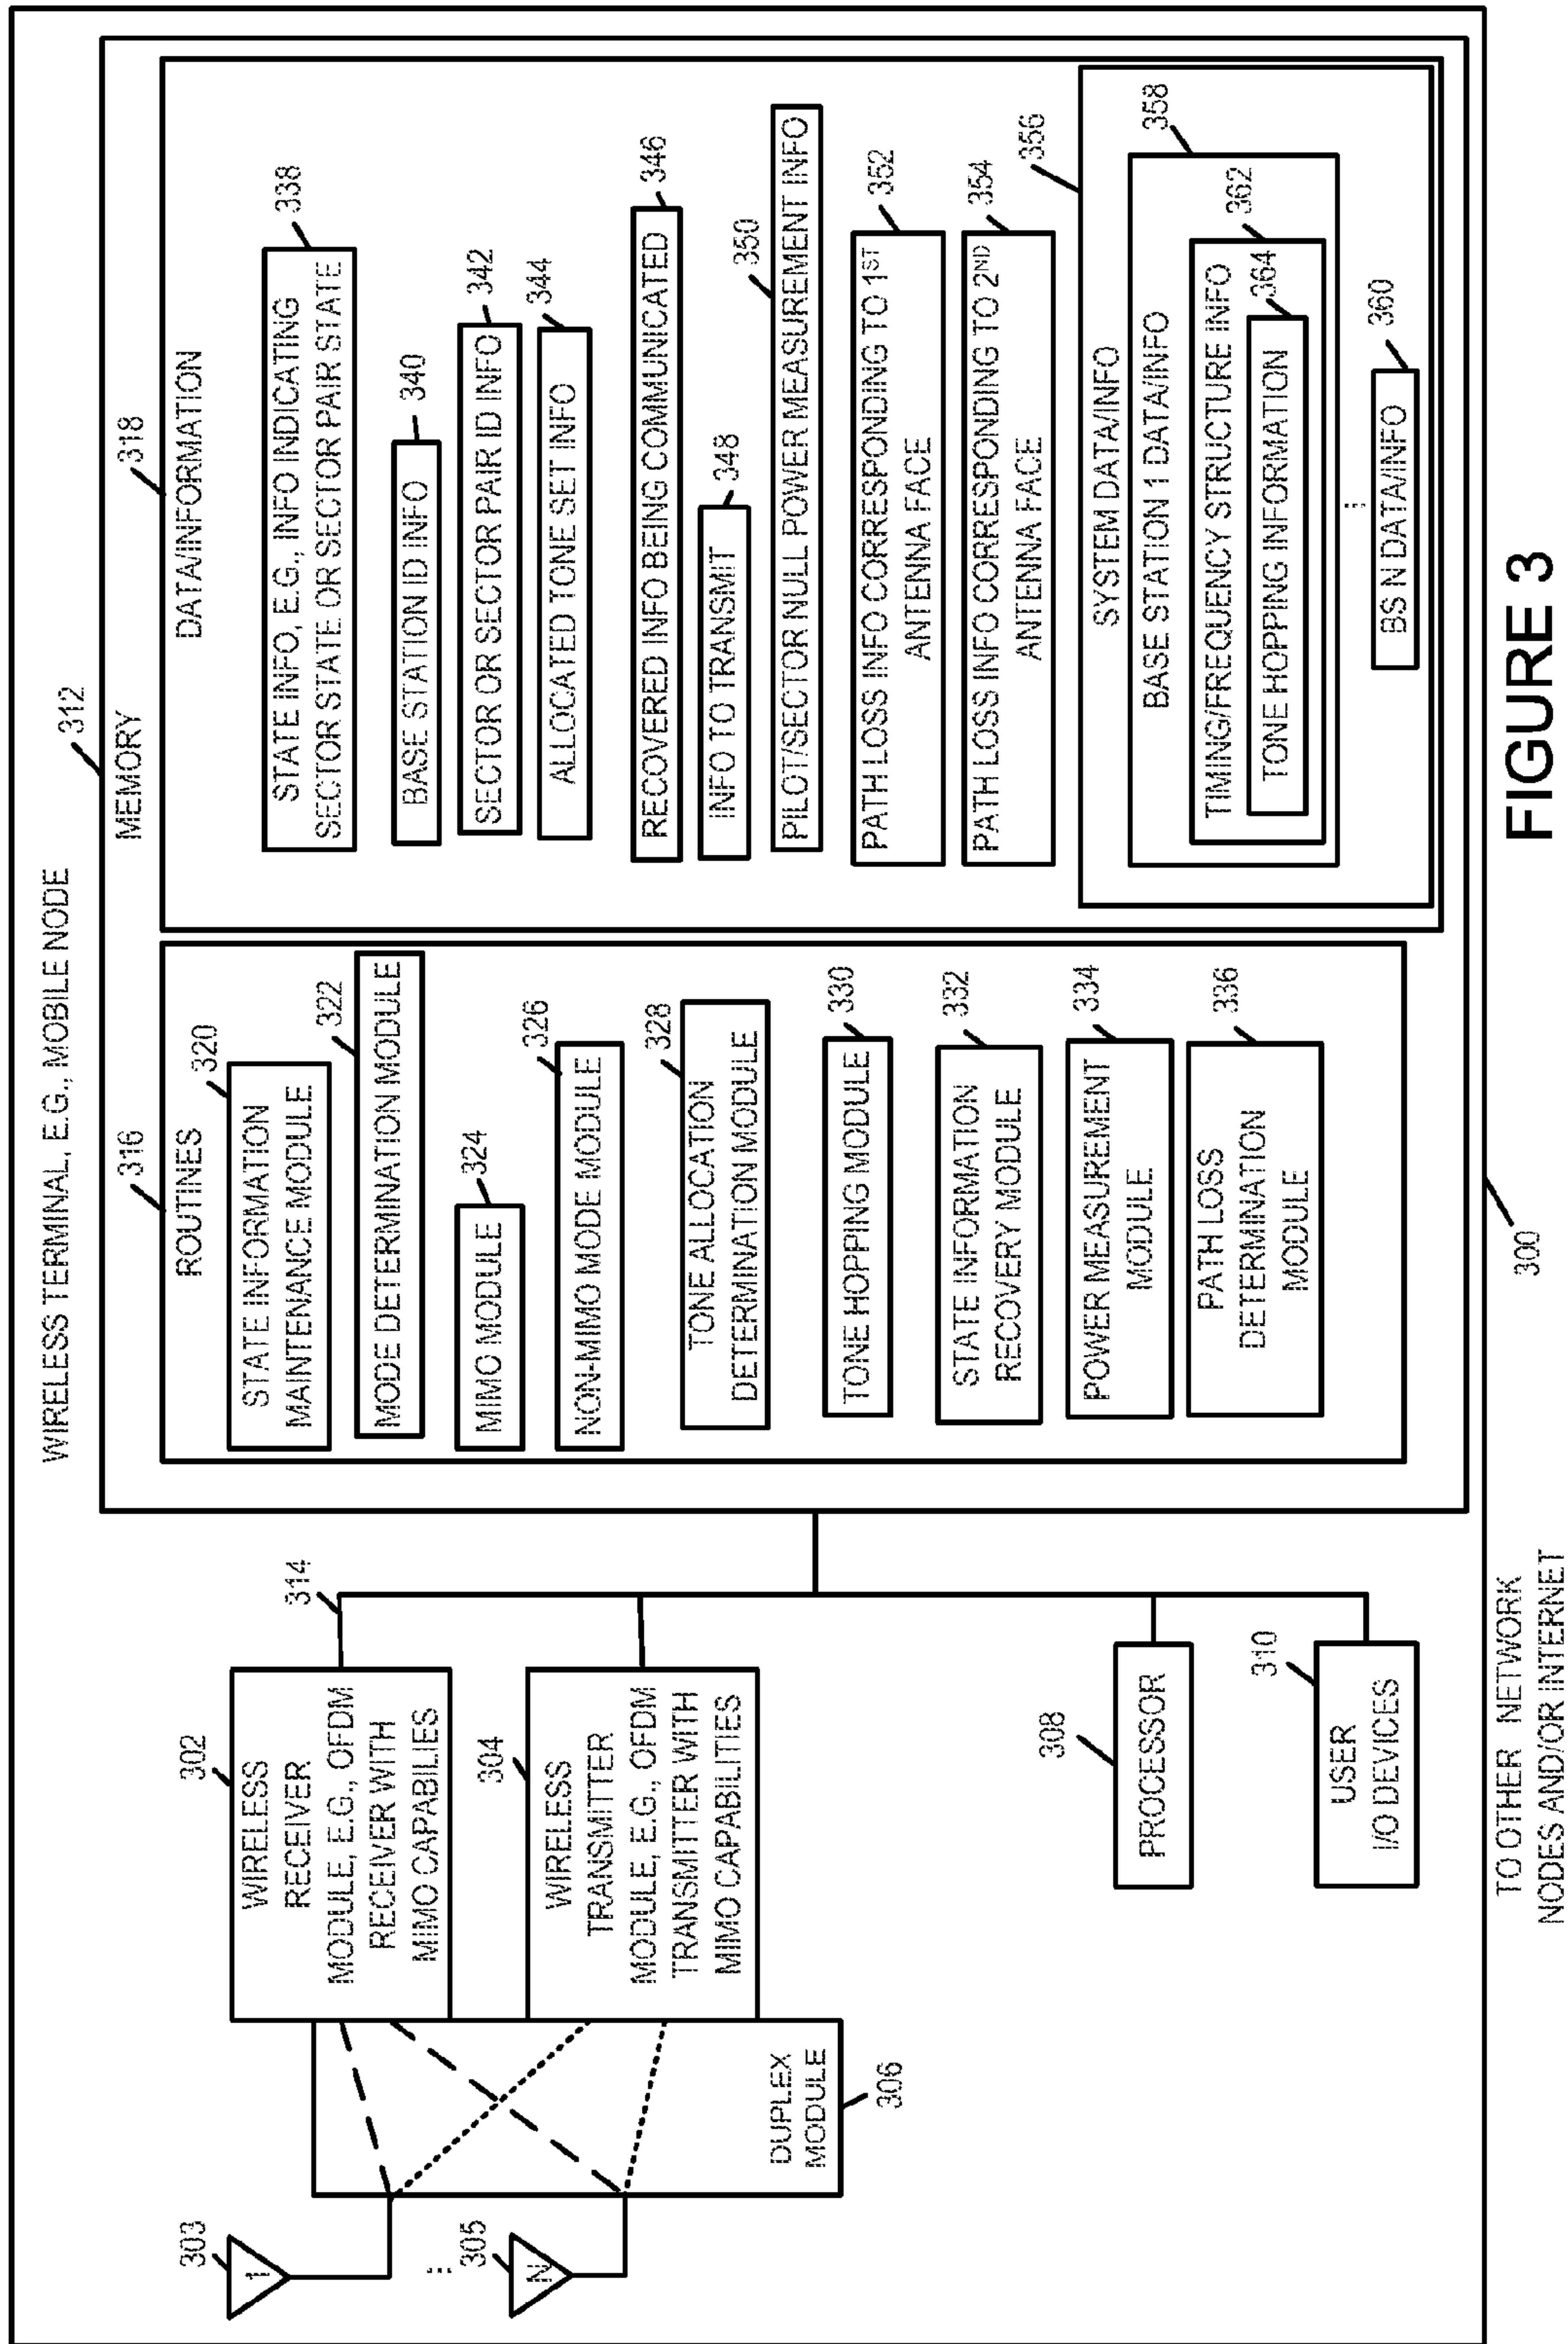 WIRELESS TERMINAL, E.G., MOBILE NODE
312
MEMORY
303
1
...
305
N
DUPLEX
MODULE
306
302
WIRELESS
RECEIVER
MODULE, E.G., OFDM
RECEIVER WITH
MIMO CAPABILIES
304
WIRELESS
TRANSMITTER
MODULE, E.G., OFDM
TRANSMITTER WITH
MIMO CAPABILITIES
314
308
PROCESSOR
310
USER
I/O DEVICES
TO OTHER NETWORK
NODES AND/OR INTERNET
316
ROUTINES
320
STATE INFORMATION
MAINTENANCE MODULE
322
MODE DETERMINATION MODULE
324
MIMO MODULE
326
NON-MIMO MODE MODULE
328
TONE ALLOCATION
DETERMINATION MODULE
330
TONE HOPPING MODULE
332
STATE INFORMATION
RECOVERY MODULE
334
POWER MEASUREMENT
MODULE
336
PATH LOSS
DETERMINATION
MODULE
318
DATA/INFORMATION
338
STATE INFO, E.G., INFO INDICATING
SECTOR STATE OR SECTOR PAIR STATE
340
BASE STATION ID INFO
342
SECTOR OR SECTOR PAIR ID INFO
344
ALLOCATED TONE SET INFO
346
RECOVERED INFO BEING COMMUNICATED
348
INFO TO TRANSMIT
350
PILOT/SECTOR NULL POWER MEASUREMENT INFO
352
PATH LOSS INFO CORRESPONDING TO 1ST
ANTENNA FACE
354
PATH LOSS INFO CORRESPONDING TO 2ND
ANTENNA FACE
356
SYSTEM DATA/INFO
358
BASE STATION 1 DATA/INFO
362
TIMING/FREQUENCY STRUCTURE INFO
364
TONE HOPPING INFORMATION
...
360
BS N DATA/INFO
300
FIGURE 3